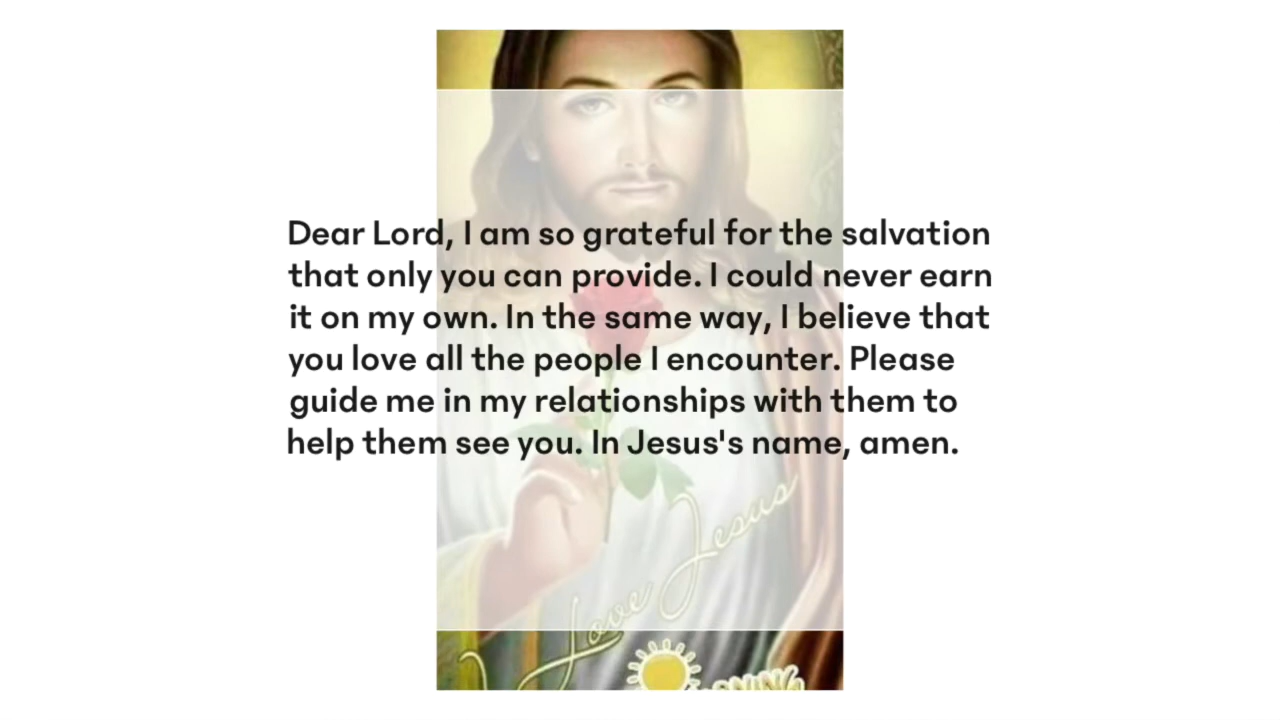 Dear Lord, I am so grateful for the salvation
that only you can provide. I could never earn
it on my own. In the same way, I believe that
you love all the people I encounter. Please
guide me in my relationships with them to
help them see you. In Jesus's name, amen.
I Love Jesus